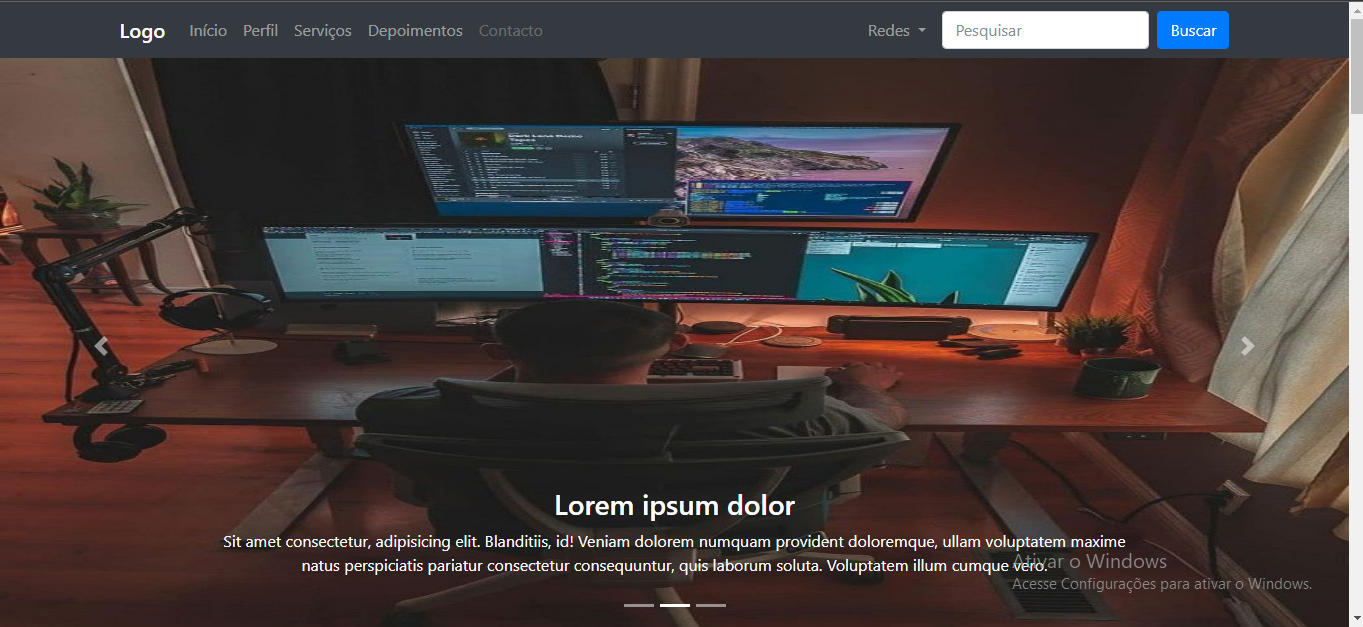 Logo
Início
Perfil
Serviços
Depoimentos
Contacto
Redes
Pesquisar
Buscar
Lorem ipsum dolor
Sit amet consectetur, adipisicing elit. Blanditiis, id! Veniam dolorem numquam provident doloremque, ullam voluptatem maxime
natus perspiciatis pariatur consectetur consequuntur, quis laborum soluta. Voluptatem illum cumque vero.
Ativar o Windows
Acesse Configurações para ativar o Windows.